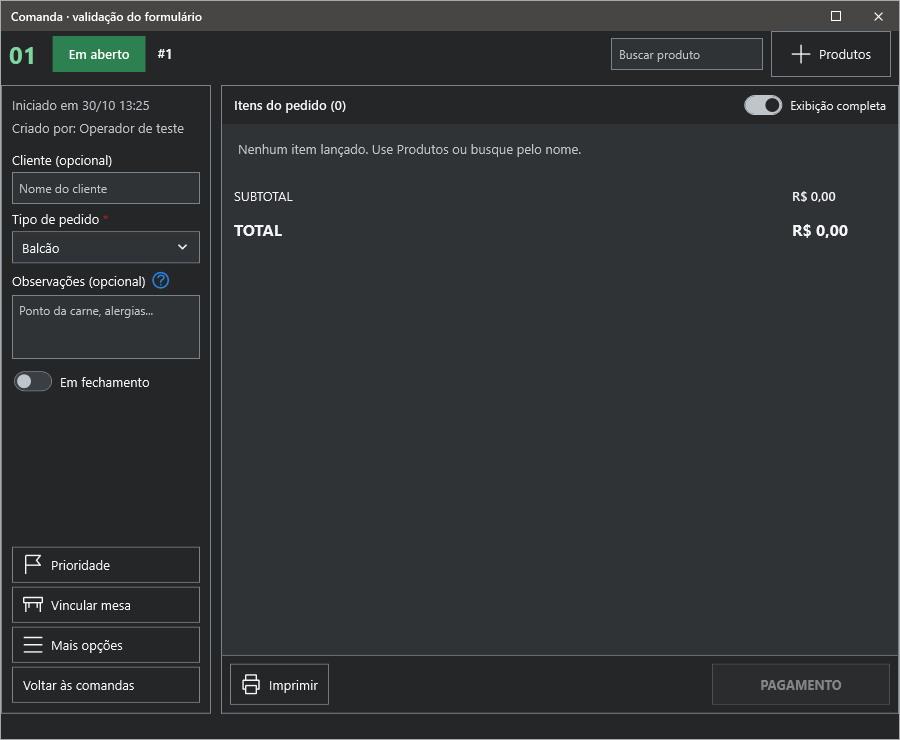 Comanda · validação do formulário
01
Em aberto
#1
Buscar produto
Produtos
Iniciado em 30/10 13:25
Criado por: Operador de teste
Cliente (opcional)
Nome do cliente
Tipo de pedido *
Balcão
Observações (opcional) ?
Ponto da carne, alergias...
Em fechamento
Prioridade
Vincular mesa
Mais opções
Voltar às comandas
Itens do pedido (0)
Exibição completa
Nenhum item lançado. Use Produtos ou busque pelo nome.
SUBTOTAL R$ 0,00
TOTAL R$ 0,00
Imprimir
PAGAMENTO